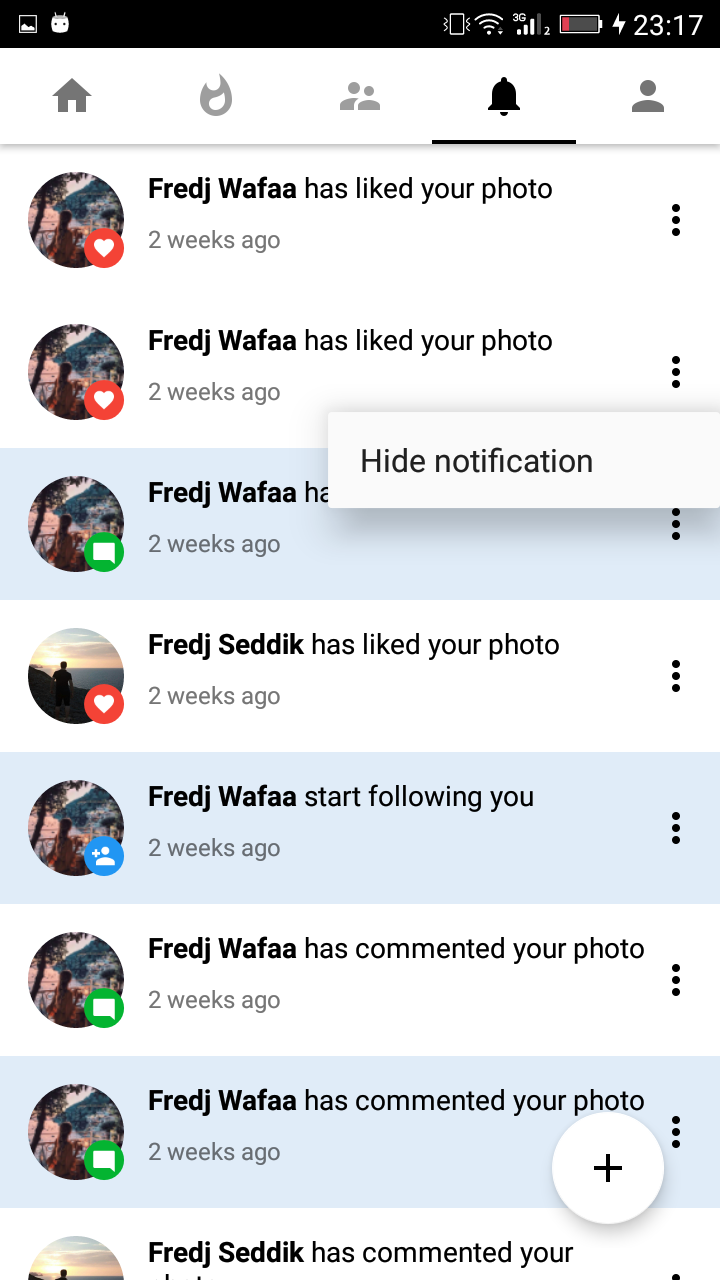 3G 2 23:17
Fredj Wafaa has liked your photo
2 weeks ago
Fredj Wafaa has liked your photo
2 weeks ago
Hide notification
Fredj Wafaa
2 weeks ago
Fredj Seddik has liked your photo
2 weeks ago
Fredj Wafaa start following you
2 weeks ago
Fredj Wafaa has commented your photo
2 weeks ago
Fredj Wafaa has commented your photo
2 weeks ago
Fredj Seddik has commented your